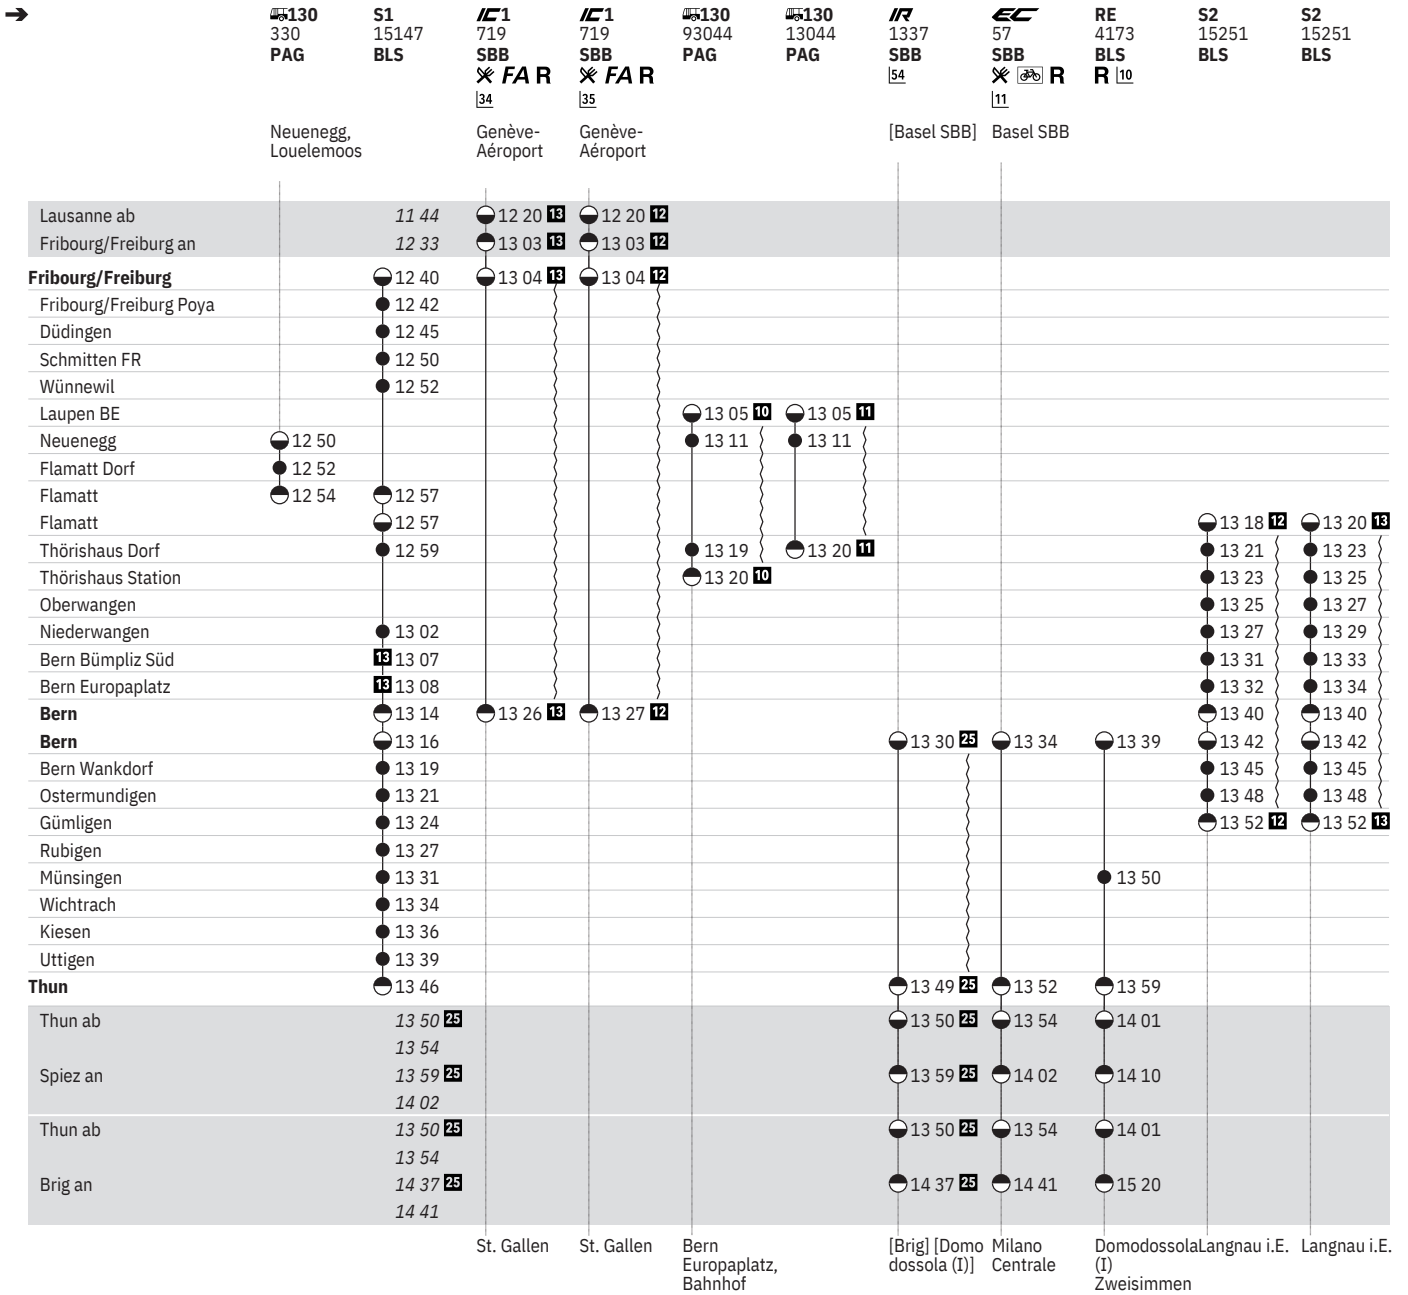 ➔ 130 S1 IC1 IC1 130 130 IR EC RE S2 S2
330 15147 719 719 93044 13044 1337 57 4173 15251 15251
PAG BLS SBB SBB PAG PAG SBB SBB BLS BLS BLS
FA R FA R R R 10
34 35 54 11
Neuenegg, Genève- Genève- [Basel SBB] Basel SBB
Louelemoos Aéroport Aéroport
Lausanne ab 11 44 12 20 13 12 20 12
Fribourg/Freiburg an 12 33 13 03 13 13 03 12
Fribourg/Freiburg 12 40 13 04 13 13 04 12
Fribourg/Freiburg Poya 12 42
Düdingen 12 45
Schmitten FR 12 50
Wünnewil 12 52
Laupen BE 13 05 10 13 05 11
Neuenegg 12 50 13 11 13 11
Flamatt Dorf 12 52
Flamatt 12 54 12 57
Flamatt 12 57 13 18 12 13 20 13
Thörishaus Dorf 12 59 13 19 13 20 11 13 21 13 23
Thörishaus Station 13 20 10 13 23 13 25
Oberwangen 13 25 13 27
Niederwangen 13 02 13 27 13 29
Bern Bümpliz Süd 13 13 07 13 31 13 33
Bern Europaplatz 13 13 08 13 32 13 34
Bern 13 14 13 26 13 13 27 12 13 40 13 40
Bern 13 16 13 30 25 13 34 13 39 13 42 13 42
Bern Wankdorf 13 19 13 45 13 45
Ostermundigen 13 21 13 48 13 48
Gümligen 13 24 13 52 12 13 52 13
Rubigen 13 27
Münsingen 13 31 13 50
Wichtrach 13 34
Kiesen 13 36
Uttigen 13 39
Thun 13 46 13 49 25 13 52 13 59
Thun ab 13 50 25 13 50 25 13 54 14 01
13 54
Spiez an 13 59 25 13 59 25 14 02 14 10
14 02
Thun ab 13 50 25 13 50 25 13 54 14 01
13 54
Brig an 14 37 25 14 37 25 14 41 15 20
14 41
St. Gallen St. Gallen Bern [Brig] [Domo Milano Domodossola Langnau i.E. Langnau i.E.
Europaplatz, dossola (I)] Centrale (I)
Bahnhof Zweisimmen